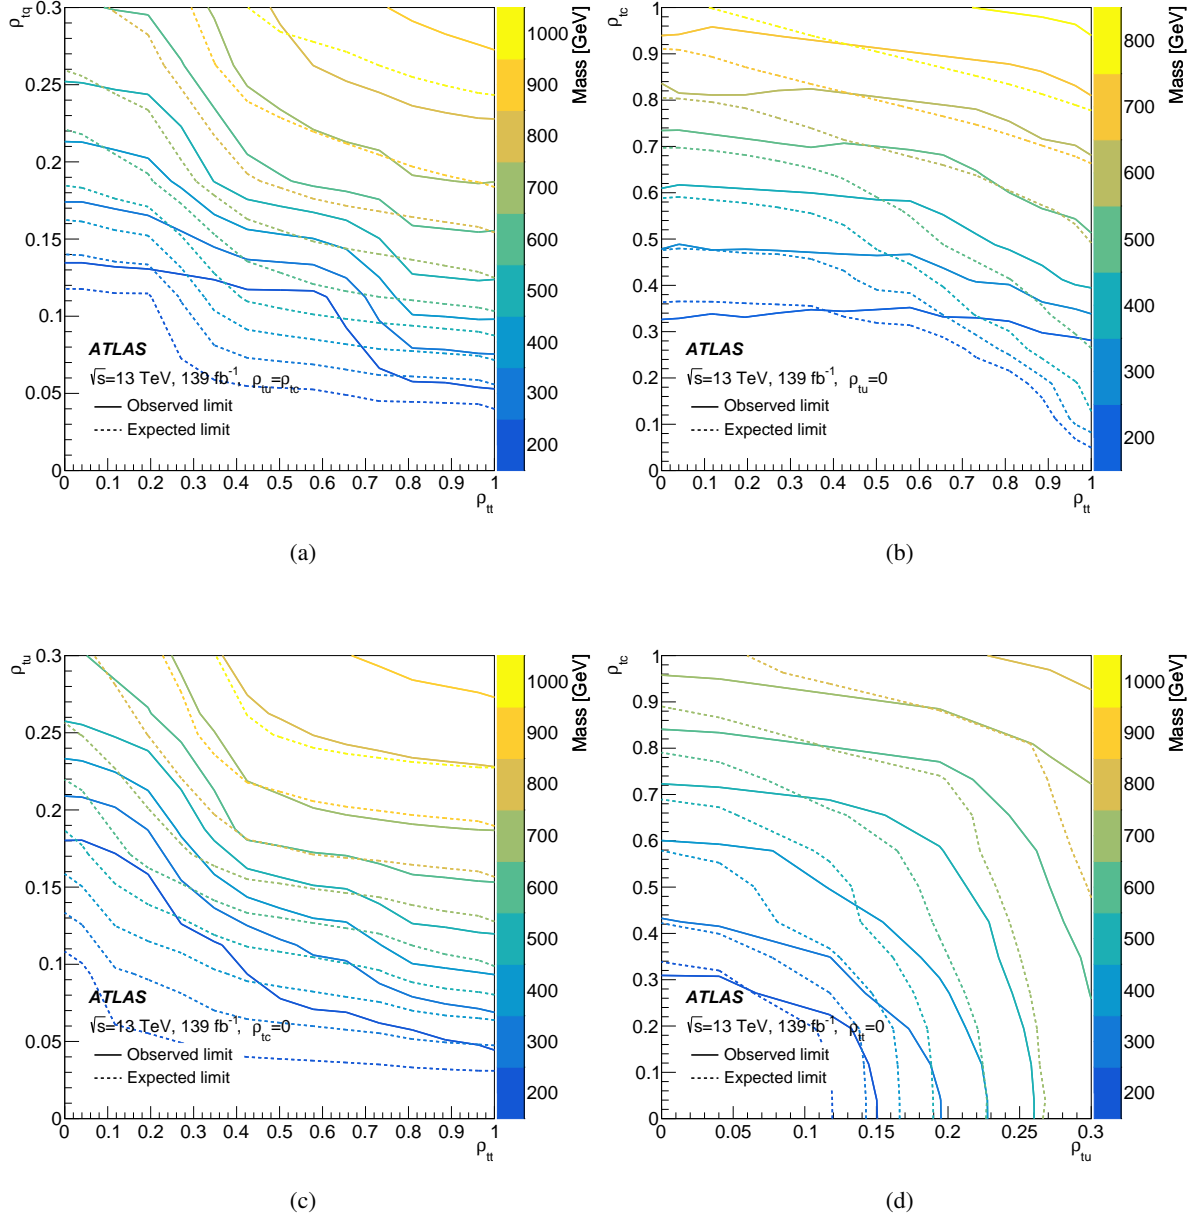 ρtq
0.3
0.25
0.2
0.15
0.1
0.05
0
0 0.1 0.2 0.3 0.4 0.5 0.6 0.7 0.8 0.9 1
ρtt
ATLAS
√s=13 TeV, 139 fb⁻¹ ρtu=ρtc
Observed limit
Expected limit
1000
900
800
700
600
500
400
300
200
Mass [GeV]
(a)
ρtc
1
0.9
0.8
0.7
0.6
0.5
0.4
0.3
0.2
0.1
0
0 0.1 0.2 0.3 0.4 0.5 0.6 0.7 0.8 0.9 1
ρtt
ATLAS
√s=13 TeV, 139 fb⁻¹, ρtu=0
Observed limit
Expected limit
800
700
600
500
400
300
200
Mass [GeV]
(b)
ρtu
0.3
0.25
0.2
0.15
0.1
0.05
0
0 0.1 0.2 0.3 0.4 0.5 0.6 0.7 0.8 0.9 1
ρtt
ATLAS
√s=13 TeV, 139 fb⁻¹, ρtc=0
Observed limit
Expected limit
1000
900
800
700
600
500
400
300
200
Mass [GeV]
(c)
ρtc
1
0.9
0.8
0.7
0.6
0.5
0.4
0.3
0.2
0.1
0
0 0.05 0.1 0.15 0.2 0.25 0.3
ρtu
ATLAS
√s=13 TeV, 139 fb⁻¹, ρtt=0
Observed limit
Expected limit
1000
900
800
700
600
500
400
300
200
Mass [GeV]
(d)